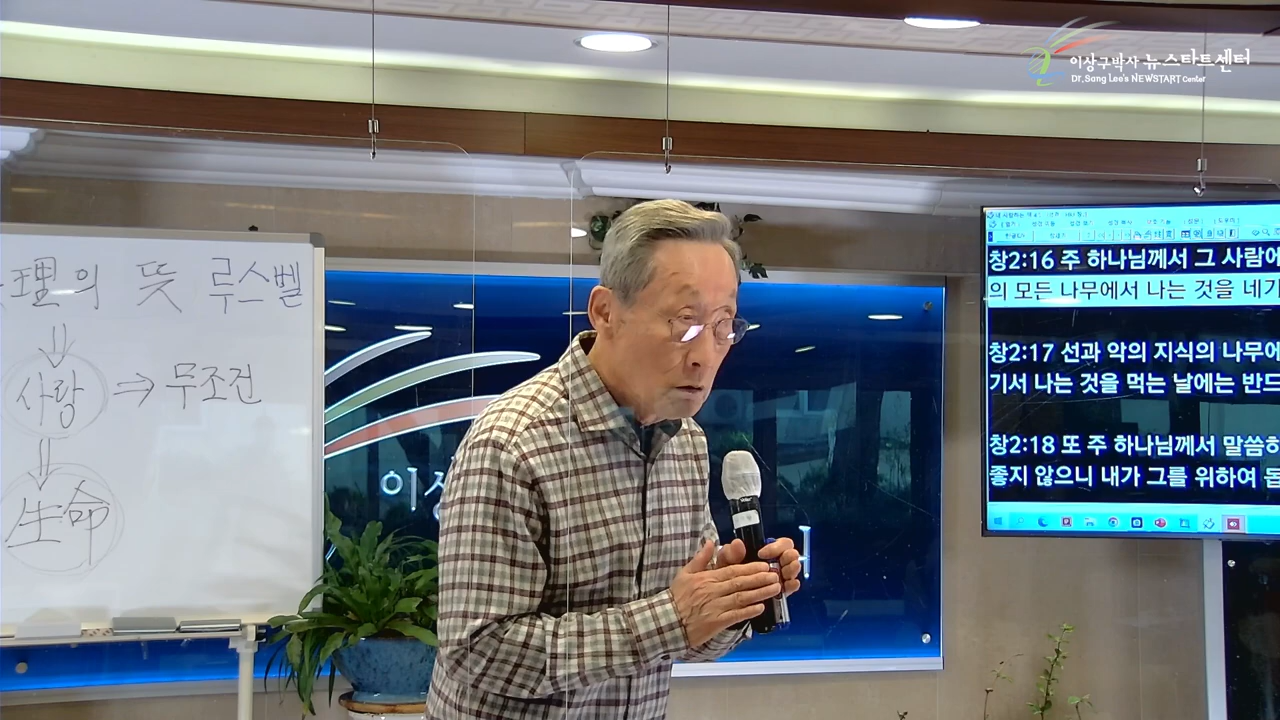 이상구박사 뉴스타트센터
Dr.Sang Lee's NEWSTART Center
理의 뜻 루스벨
사랑 ⇒ 무조건
生命
이상
창2:16 주 하나님께서 그 사람에
의 모든 나무에서 나는 것을 네가
창2:17 선과 악의 지식의 나무에
기서 나는 것을 먹는 날에는 반드
창2:18 또 주 하나님께서 말씀하
좋지 않으니 내가 그를 위하여 돕